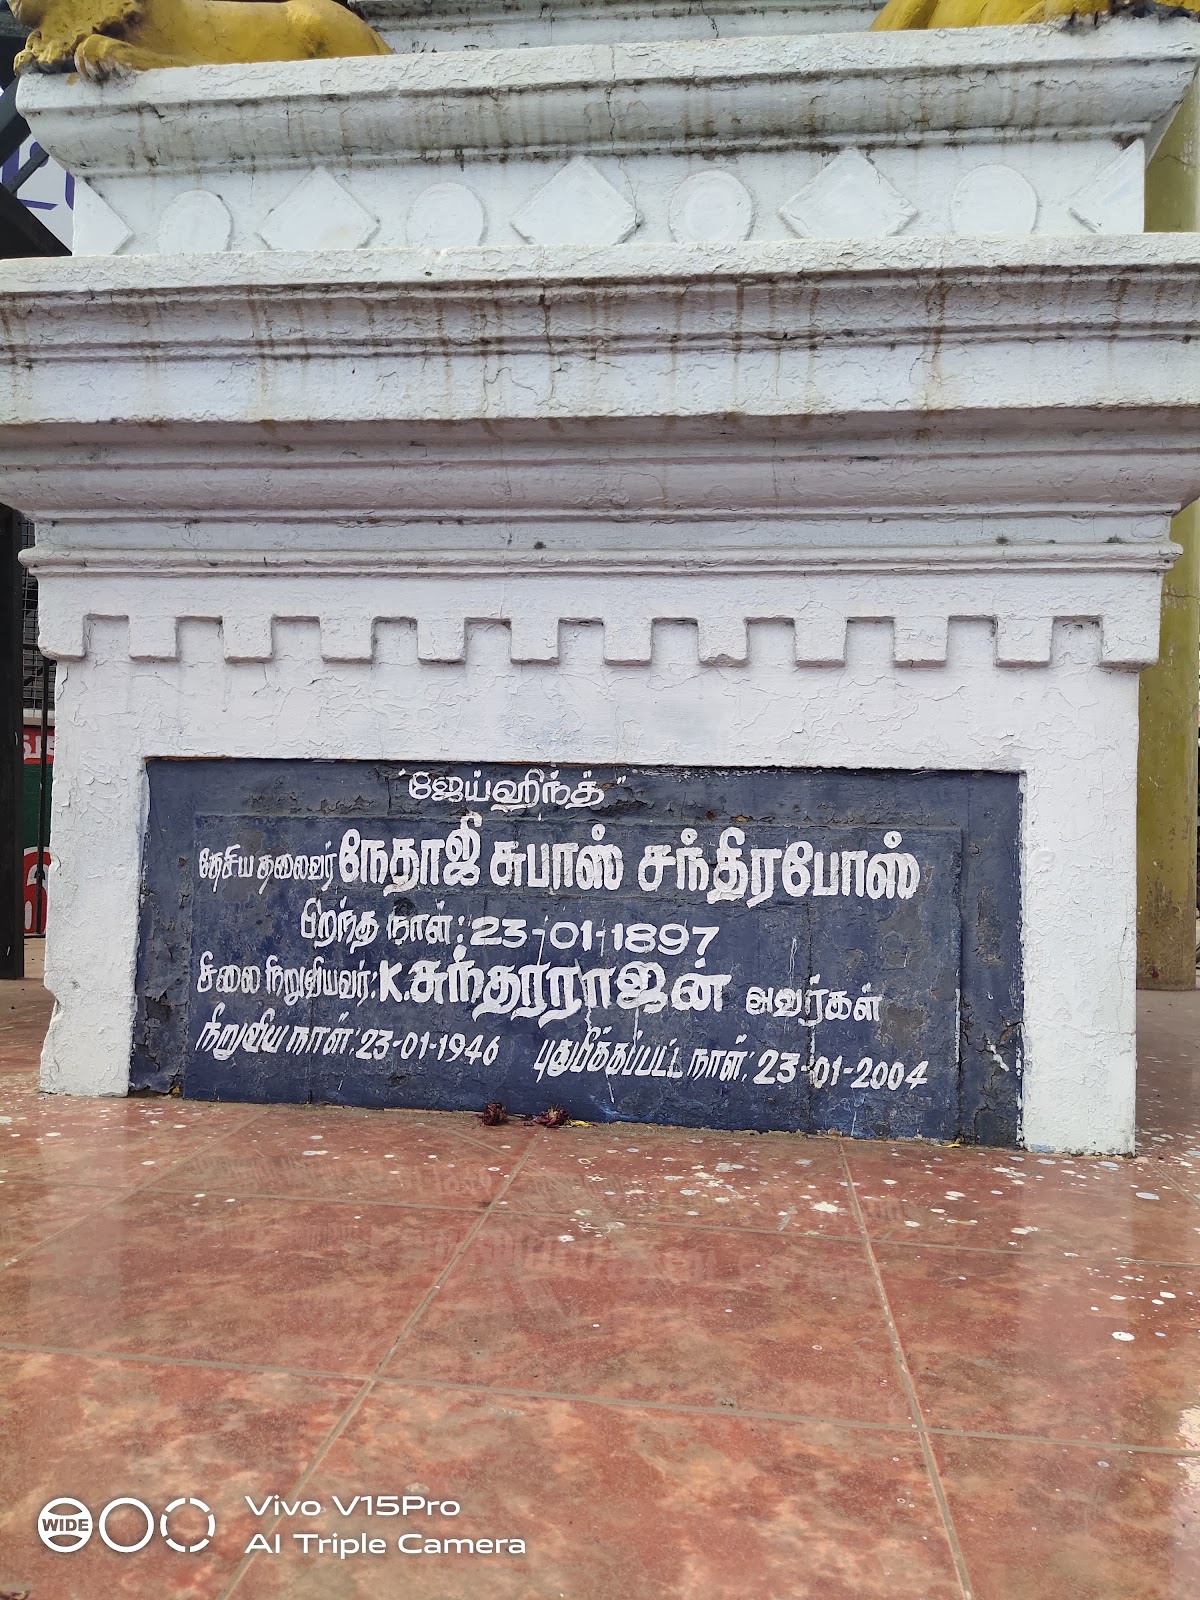 "ஜேய்ஹிந்த்"
தேசிய தலைவர் நேதாஜி சுபாஸ் சந்திரபோஸ்
பிறந்த நாள்: 23-01-1897
சிலை நிறுவியவர்: K.சுந்தரராஜன் அவர்கள்
நிறுவிய நாள்: 23-01-1946 புதுபிக்கப்பட்ட நாள்: 23-01-2004
WIDE
Vivo V15Pro
AI Triple Camera